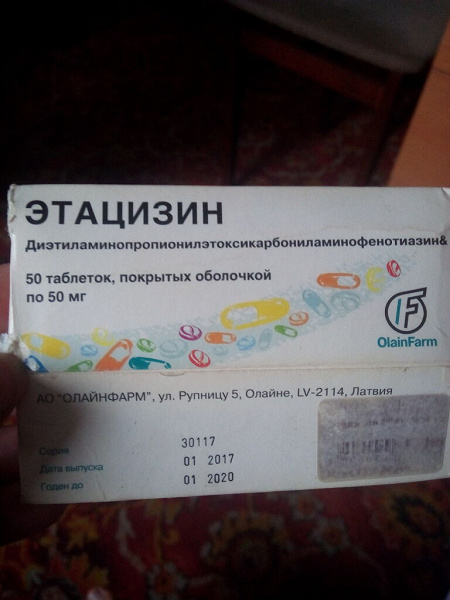 ЭТАЦИЗИН
Диэтиламинопропионилэтоксикарбониламинофенотиазин&
50 таблеток, покрытых оболочкой
по 50 мг
OlainFarm
АО "ОЛАЙНФАРМ", ул. Рупницу 5, Олайне, LV-2114, Латвия
Серия 30117
Дата выпуска 01 2017
Годен до 01 2020